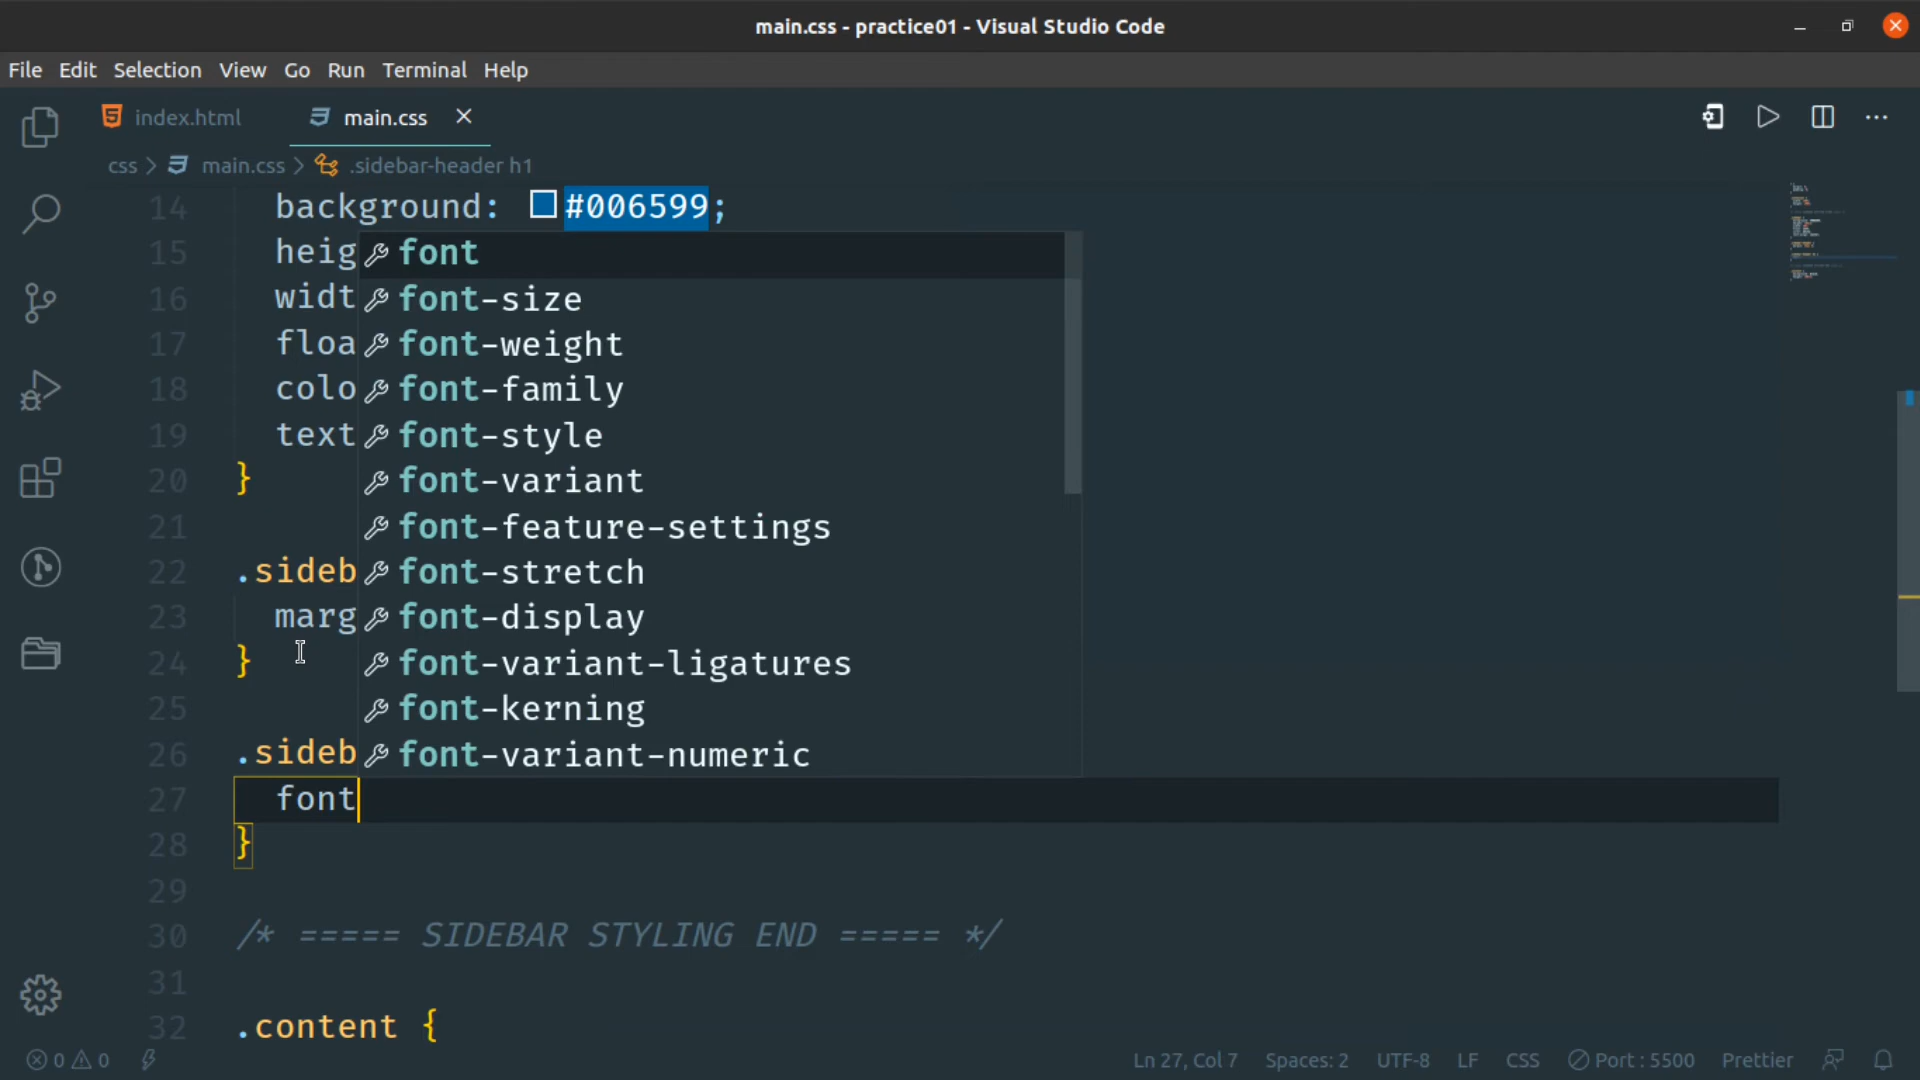 main.css - practice01 - Visual Studio Code
File Edit Selection View Go Run Terminal Help
index.html main.css
css > main.css > .sidebar-header h1
14 background: #006599;
15 heig font
16 widt font-size
17 floa font-weight
18 colo font-family
19 text font-style
20 } font-variant
21 font-feature-settings
22 .sideb font-stretch
23 marg font-display
24 } font-variant-ligatures
25 font-kerning
26 .sideb font-variant-numeric
27 font
28 }
29
30 /* ===== SIDEBAR STYLING END ===== */
31
32 .content {
0 0 Ln 27, Col 7 Spaces: 2 UTF-8 LF CSS Port : 5500 Prettier